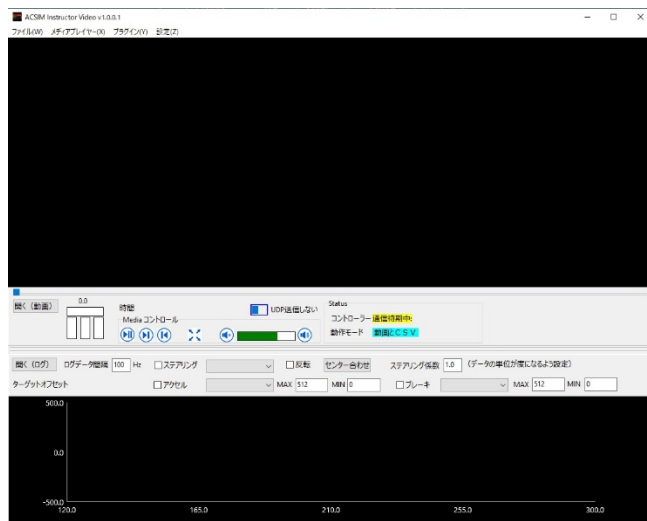 ACSIM Instructor Video v1.0.0.1
ファイル(W) メディアプレイヤー(X) プラグイン(Y) 設定(Z)
開く (動画) 0.0 時間 UDP送信しない Status
Media コントロール コントローラー 通信待期中
動作モード 動画とCSV
開く (ログ) ログデータ間隔 100 Hz ステアリング 反転 センター合わせ ステアリング係数 1.0 (データの単位が度になるよう設定)
ターゲットオフセット アクセル MAX 512 MIN 0 ブレーキ MAX 512 MIN 0
500.0
0.0
-500.0
120.0 165.0 210.0 255.0 300.0